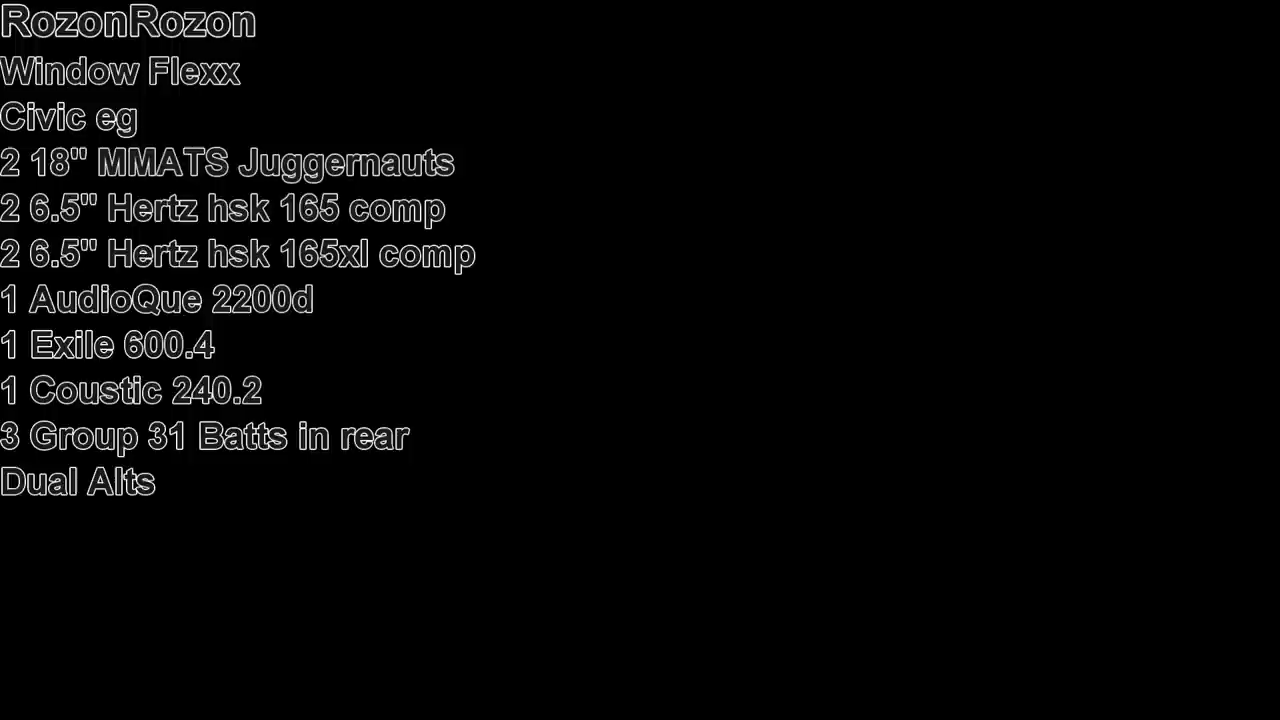 RozonRozon
Window Flexx
Civic eg
2 18" MMATS Juggernauts
2 6.5" Hertz hsk 165 comp
2 6.5" Hertz hsk 165xl comp
1 AudioQue 2200d
1 Exile 600.4
1 Coustic 240.2
3 Group 31 Batts in rear
Dual Alts